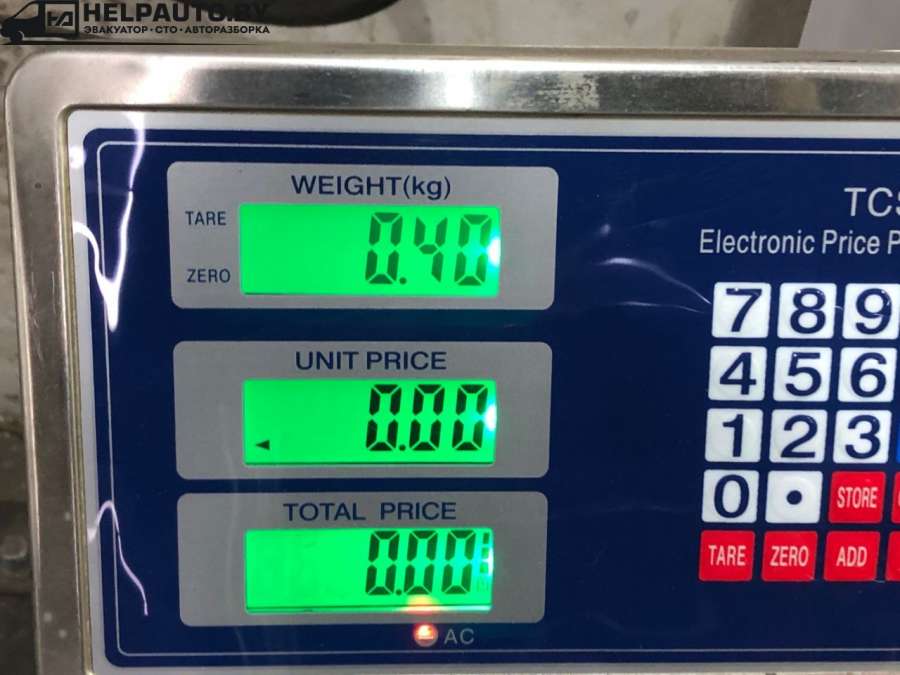 HELPAUTO.BY
ЭВАКУАТОР·СТО·АВТОРАЗБОРКА
WEIGHT(kg)
TARE
0.40
ZERO
UNIT PRICE
0.00
TOTAL PRICE
0.00
AC
TCS
Electronic Price P
7 8 9
4 5 6
1 2 3
0 . STORE
TARE ZERO ADD